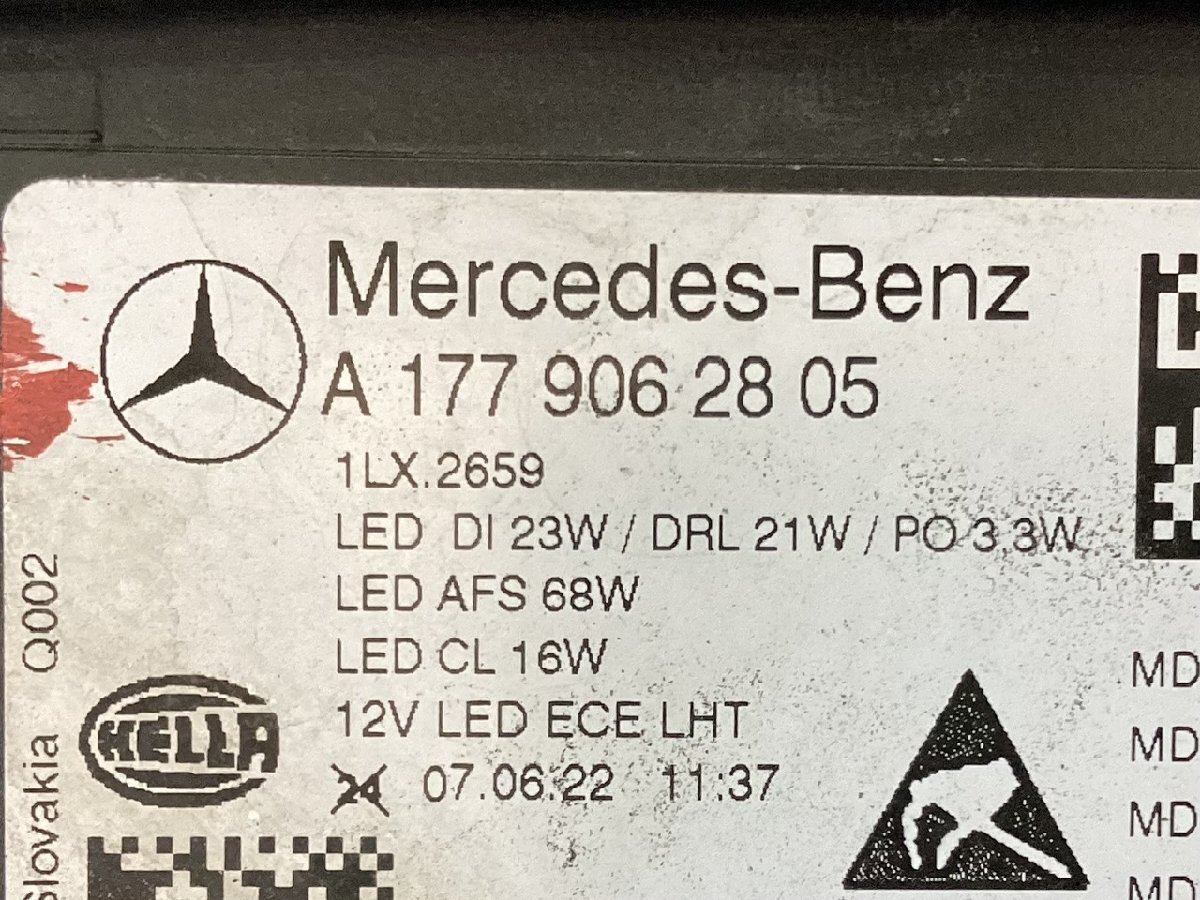 Mercedes-Benz
A 177 906 28 05
1LX.2659
LED DI 23W / DRL 21W / PO 3.3W
LED AFS 68W
LED CL 16W
12V LED ECE LHT
24 07.06.22 11:37
HELLA
Slovakia Q002
MD
MD
MD
MD